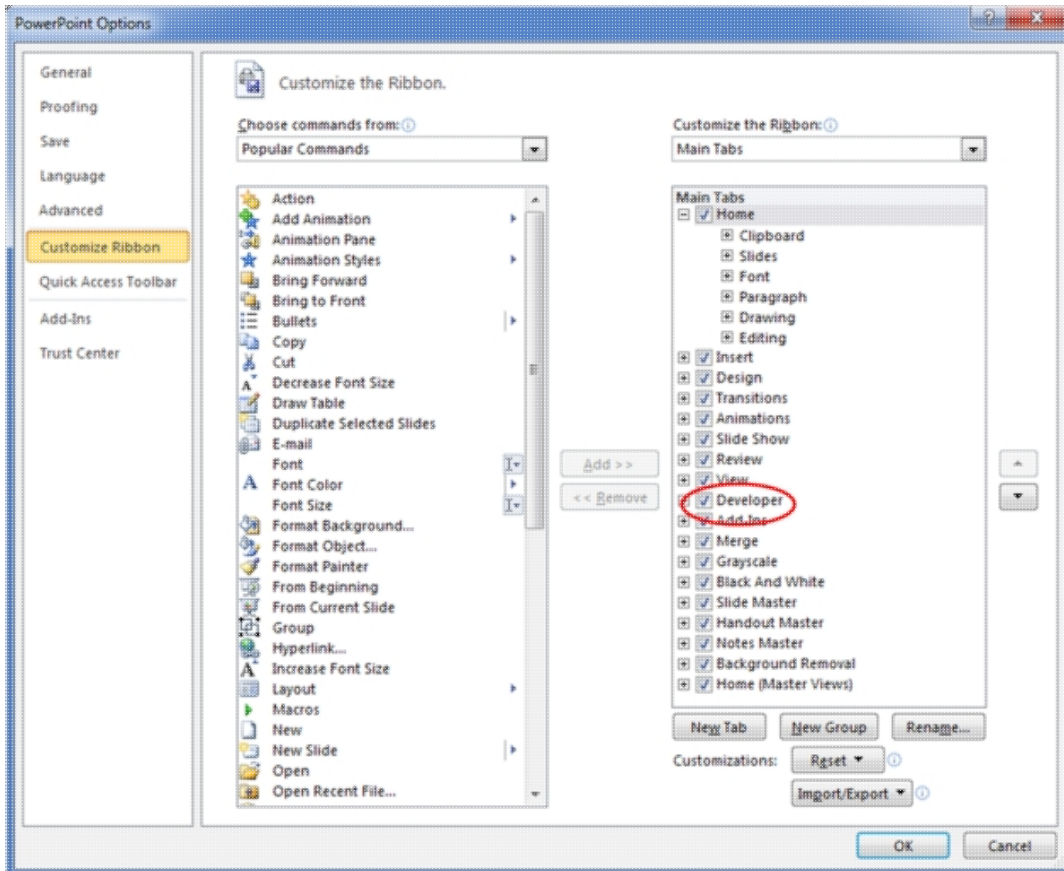 PowerPoint Options
General
Proofing
Save
Language
Advanced
Customize Ribbon
Quick Access Toolbar
Add-Ins
Trust Center
Customize the Ribbon.
Choose commands from:
Popular Commands
Action
Add Animation
Animation Pane
Animation Styles
Bring Forward
Bring to Front
Bullets
Copy
Cut
Decrease Font Size
Draw Table
Duplicate Selected Slides
E-mail
Font
Font Color
Font Size
Format Background...
Format Object...
Format Painter
From Beginning
From Current Slide
Group
Hyperlink...
Increase Font Size
Layout
Macros
New
New Slide
Open
Open Recent File...
Add >>
<< Remove
Customize the Ribbon:
Main Tabs
Main Tabs
Home
Clipboard
Slides
Font
Paragraph
Drawing
Editing
Insert
Design
Transitions
Animations
Slide Show
Review
View
Developer
Add-Ins
Merge
Grayscale
Black And White
Slide Master
Handout Master
Notes Master
Background Removal
Home (Master Views)
New Tab New Group Rename...
Customizations: Reset
Import/Export
OK Cancel